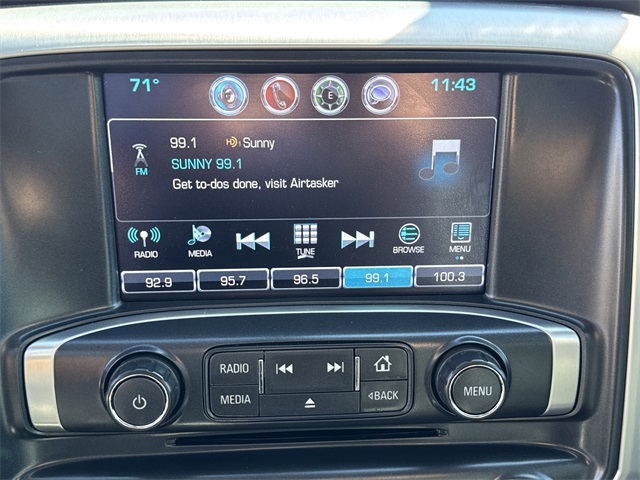 71° E 11:43
99.1 HD Sunny
FM SUNNY 99.1
Get to-dos done, visit Airtasker
RADIO MEDIA TUNE BROWSE MENU
92.9 95.7 96.5 99.1 100.3
RADIO
MEDIA
BACK
MENU